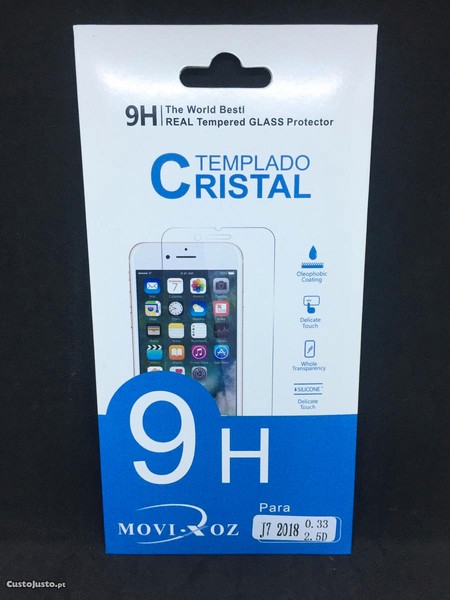 9H
The World Bestl
REAL Tempered GLASS Protector
TEMPLADO
CRISTAL
Oleophobic
Coating
Delicate
Touch
Whole
Transparency
SILICONE
Delicate
Touch
9H
Para
MOVI-ROZ
J7 2018
0.33
2.5D
CustoJusto.pt